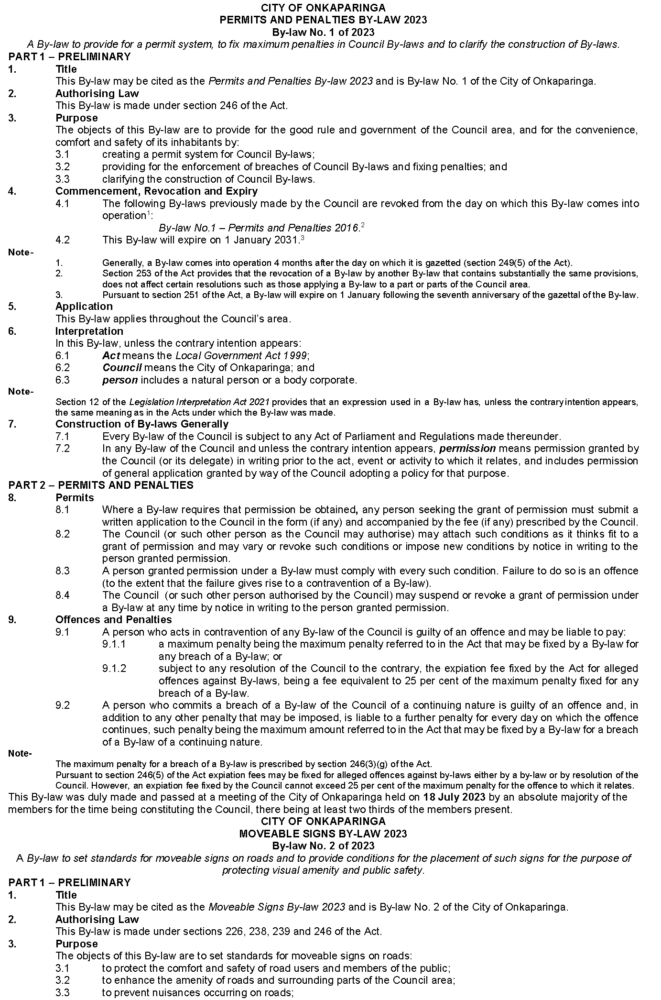 CITY OF ONKAPARINGA
PERMITS AND PENALTIES BY-LAW 2023
By-law No. 1 of 2023
A By-law to provide for a permit system, to fix maximum penalties in Council By-laws and to clarify the construction of By-laws.
PART 1 – PRELIMINARY
1. Title
This By-law may be cited as the Permits and Penalties By-law 2023 and is By-law No. 1 of the City of Onkaparinga.
2. Authorising Law
This By-law is made under section 246 of the Act.
3. Purpose
The objects of this By-law are to provide for the good rule and government of the Council area, and for the convenience,
comfort and safety of its inhabitants by:
3.1 creating a permit system for Council By-laws;
3.2 providing for the enforcement of breaches of Council By-laws and fixing penalties; and
3.3 clarifying the construction of Council By-laws.
4. Commencement, Revocation and Expiry
4.1 The following By-laws previously made by the Council are revoked from the day on which this By-law comes into
operation1:
By-law No.1 – Permits and Penalties 2016.2
4.2 This By-law will expire on 1 January 2031.3
Note-
1. Generally, a By-law comes into operation 4 months after the day on which it is gazetted (section 249(5) of the Act).
2. Section 253 of the Act provides that the revocation of a By-law by another By-law that contains substantially the same provisions,
does not affect certain resolutions such as those applying a By-law to a part or parts of the Council area.
3. Pursuant to section 251 of the Act, a By-law will expire on 1 January following the seventh anniversary of the gazettal of the By-law.
5. Application
This By-law applies throughout the Council's area.
6. Interpretation
In this By-law, unless the contrary intention appears:
6.1 Act means the Local Government Act 1999;
6.2 Council means the City of Onkaparinga; and
6.3 person includes a natural person or a body corporate.
Note-
Section 12 of the Legislation Interpretation Act 2021 provides that an expression used in a By-law has, unless the contrary intention appears,
the same meaning as in the Acts under which the By-law was made.
7. Construction of By-laws Generally
7.1 Every By-law of the Council is subject to any Act of Parliament and Regulations made thereunder.
7.2 In any By-law of the Council and unless the contrary intention appears, permission means permission granted by
the Council (or its delegate) in writing prior to the act, event or activity to which it relates, and includes permission
of general application granted by way of the Council adopting a policy for that purpose.
PART 2 – PERMITS AND PENALTIES
8. Permits
8.1 Where a By-law requires that permission be obtained, any person seeking the grant of permission must submit a
written application to the Council in the form (if any) and accompanied by the fee (if any) prescribed by the Council.
8.2 The Council (or such other person as the Council may authorise) may attach such conditions as it thinks fit to a
grant of permission and may vary or revoke such conditions or impose new conditions by notice in writing to the
person granted permission.
8.3 A person granted permission under a By-law must comply with every such condition. Failure to do so is an offence
(to the extent that the failure gives rise to a contravention of a By-law).
8.4 The Council (or such other person authorised by the Council) may suspend or revoke a grant of permission under
a By-law at any time by notice in writing to the person granted permission.
9. Offences and Penalties
9.1 A person who acts in contravention of any By-law of the Council is guilty of an offence and may be liable to pay:
9.1.1 a maximum penalty being the maximum penalty referred to in the Act that may be fixed by a By-law for
any breach of a By-law; or
9.1.2 subject to any resolution of the Council to the contrary, the expiation fee fixed by the Act for alleged
offences against By-laws, being a fee equivalent to 25 per cent of the maximum penalty fixed for any
breach of a By-law.
9.2 A person who commits a breach of a By-law of the Council of a continuing nature is guilty of an offence and, in
addition to any other penalty that may be imposed, is liable to a further penalty for every day on which the offence
continues, such penalty being the maximum amount referred to in the Act that may be fixed by a By-law for a breach
of a By-law of a continuing nature.
Note-
The maximum penalty for a breach of a By-law is prescribed by section 246(3)(g) of the Act.
Pursuant to section 246(5) of the Act expiation fees may be fixed for alleged offences against by-laws either by a by-law or by resolution of the
Council. However, an expiation fee fixed by the Council cannot exceed 25 per cent of the maximum penalty for the offence to which it relates.
This By-law was duly made and passed at a meeting of the City of Onkaparinga held on 18 July 2023 by an absolute majority of the
members for the time being constituting the Council, there being at least two thirds of the members present.
CITY OF ONKAPARINGA
MOVEABLE SIGNS BY-LAW 2023
By-law No. 2 of 2023
A By-law to set standards for moveable signs on roads and to provide conditions for the placement of such signs for the purpose of
protecting visual amenity and public safety.
PART 1 – PRELIMINARY
1. Title
This By-law may be cited as the Moveable Signs By-law 2023 and is By-law No. 2 of the City of Onkaparinga.
2. Authorising Law
This By-law is made under sections 226, 238, 239 and 246 of the Act.
3. Purpose
The objects of this By-law are to set standards for moveable signs on roads:
3.1 to protect the comfort and safety of road users and members of the public;
3.2 to enhance the amenity of roads and surrounding parts of the Council area;
3.3 to prevent nuisances occurring on roads;